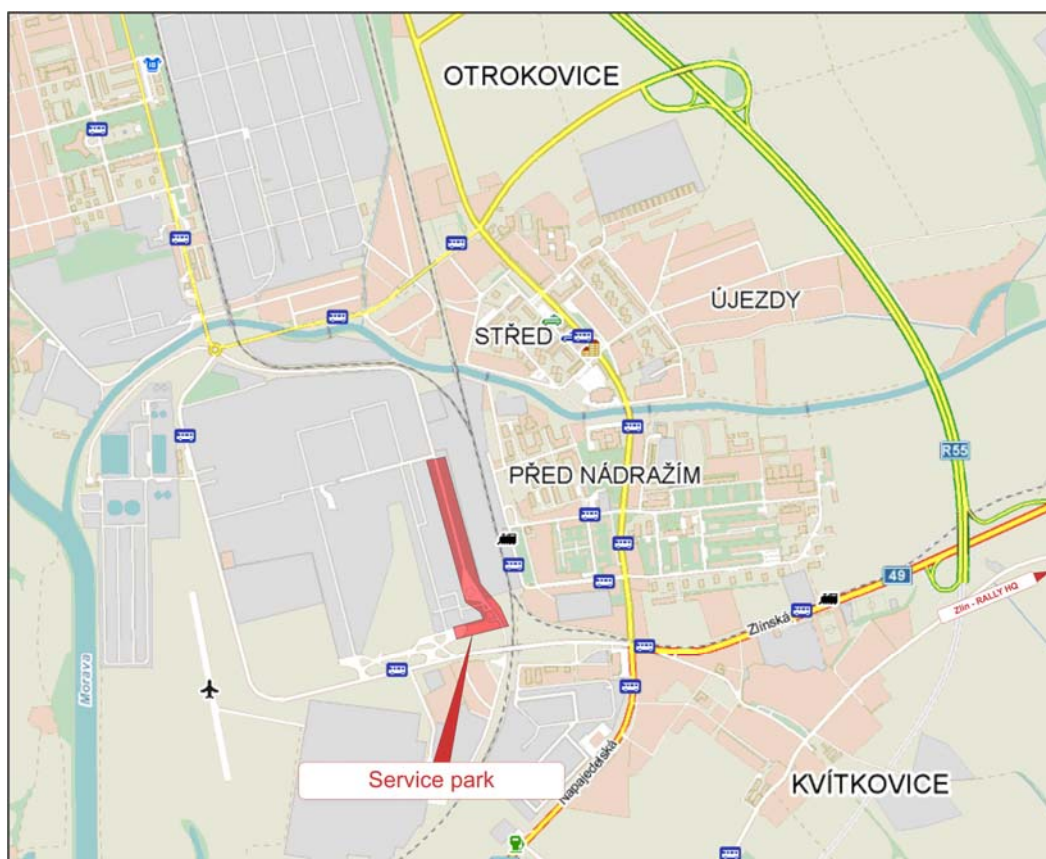 OTROKOVICE
ÚJEZDY
STŘED
R55
PŘED NÁDRAŽÍM
49
Zlín - RALLY HQ
Zlínská
Morava
Service park
Napajedelská
KVÍTKOVICE